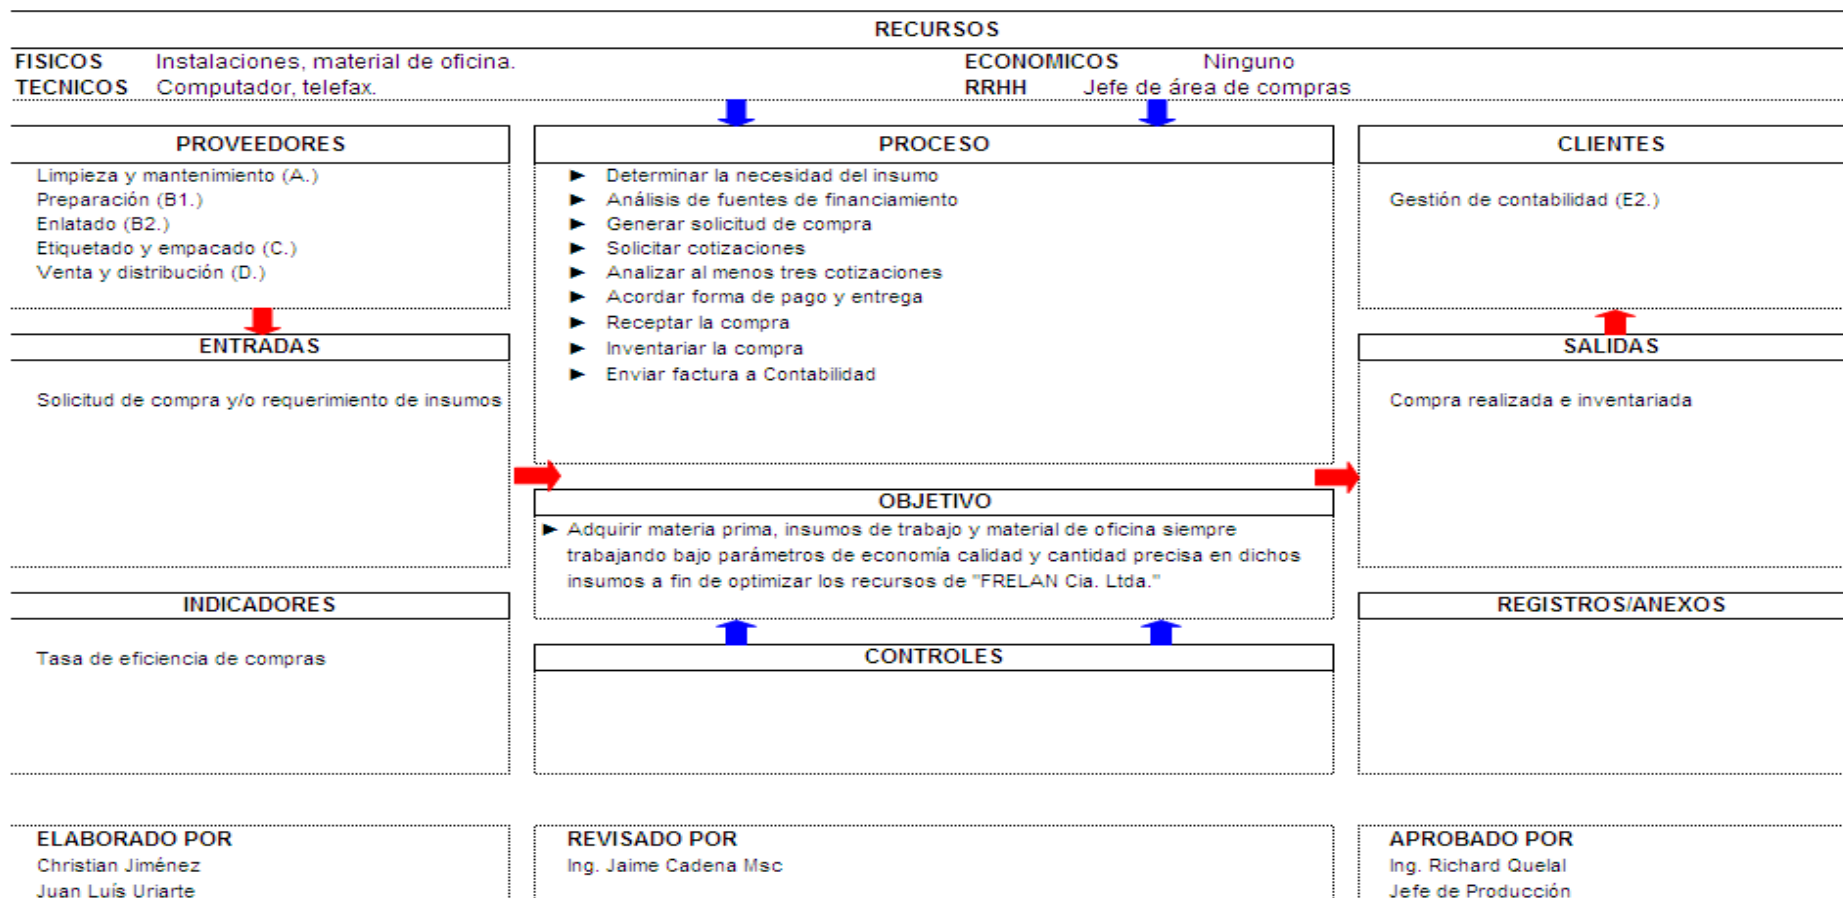 RECURSOS
FISICOS Instalaciones, material de oficina. ECONOMICOS Ninguno
TECNICOS Computador, telefax. RRHH Jefe de área de compras
PROVEEDORES
Limpieza y mantenimiento (A.)
Preparación (B1.)
Enlatado (B2.)
Etiquetado y empacado (C.)
Venta y distribución (D.)
ENTRADAS
Solicitud de compra y/o requerimiento de insumos
INDICADORES
Tasa de eficiencia de compras
PROCESO
► Determinar la necesidad del insumo
► Análisis de fuentes de financiamiento
► Generar solicitud de compra
► Solicitar cotizaciones
► Analizar al menos tres cotizaciones
► Acordar forma de pago y entrega
► Receptar la compra
► Inventariar la compra
► Enviar factura a Contabilidad
OBJETIVO
► Adquirir materia prima, insumos de trabajo y material de oficina siempre
trabajando bajo parámetros de economía calidad y cantidad precisa en dichos
insumos a fin de optimizar los recursos de "FRELAN Cia. Ltda."
CONTROLES
CLIENTES
Gestión de contabilidad (E2.)
SALIDAS
Compra realizada e inventariada
REGISTROS/ANEXOS
ELABORADO POR
Christian Jiménez
Juan Luís Uriarte
REVISADO POR
Ing. Jaime Cadena Msc
APROBADO POR
Ing. Richard Quelal
Jefe de Producción